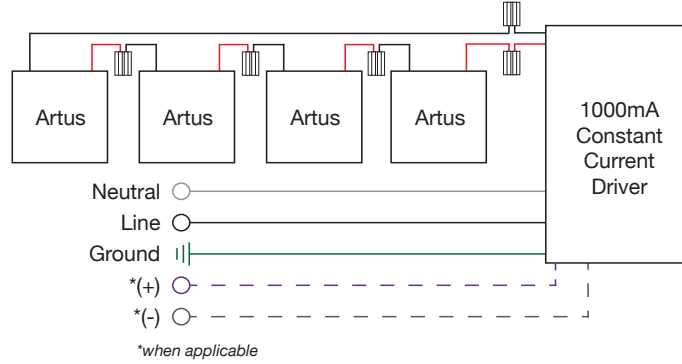 Artus
Artus
Artus
Artus
1000mA
Constant
Current
Driver
Neutral
Line
Ground
*(+)
*(-)
*when applicable